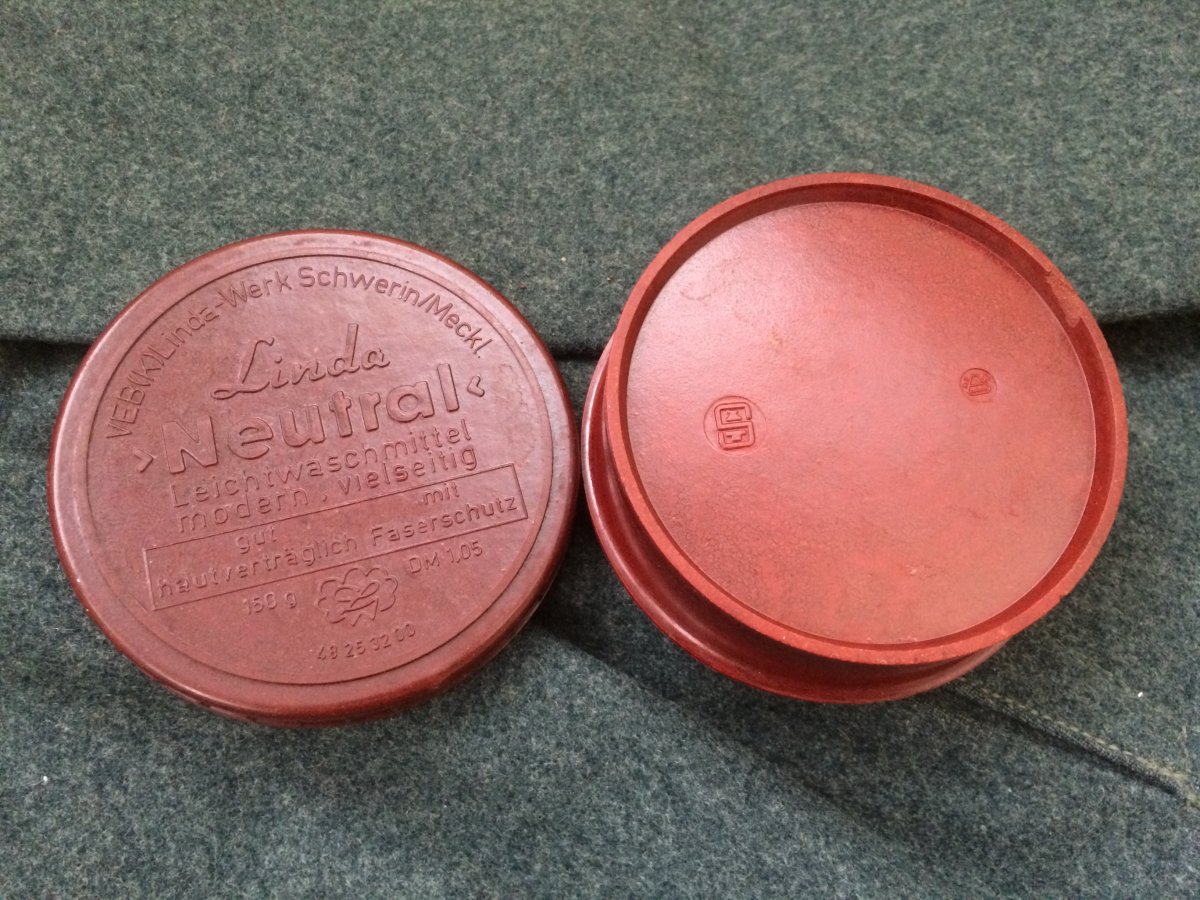 VEB(K)Linda-Werk Schwerin/Meckl.
Linda
›Neutral‹
Leichtwaschmittel
modern . vielseitig
gut mit
hautverträglich Faserschutz
150 g DM 1,05
48 25 32 00